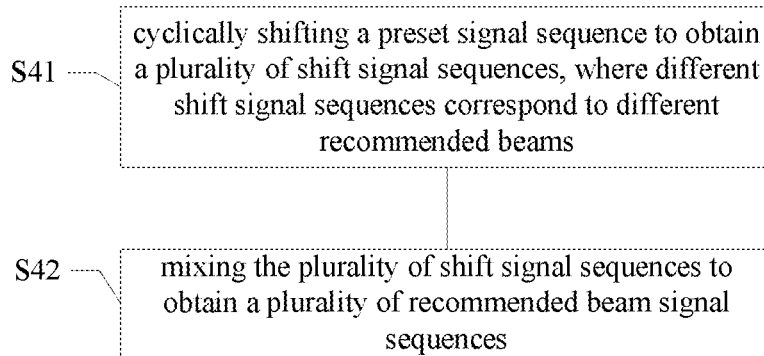 S41
cyclically shifting a preset signal sequence to obtain
a plurality of shift signal sequences, where different
shift signal sequences correspond to different
recommended beams
S42
mixing the plurality of shift signal sequences to
obtain a plurality of recommended beam signal
sequences